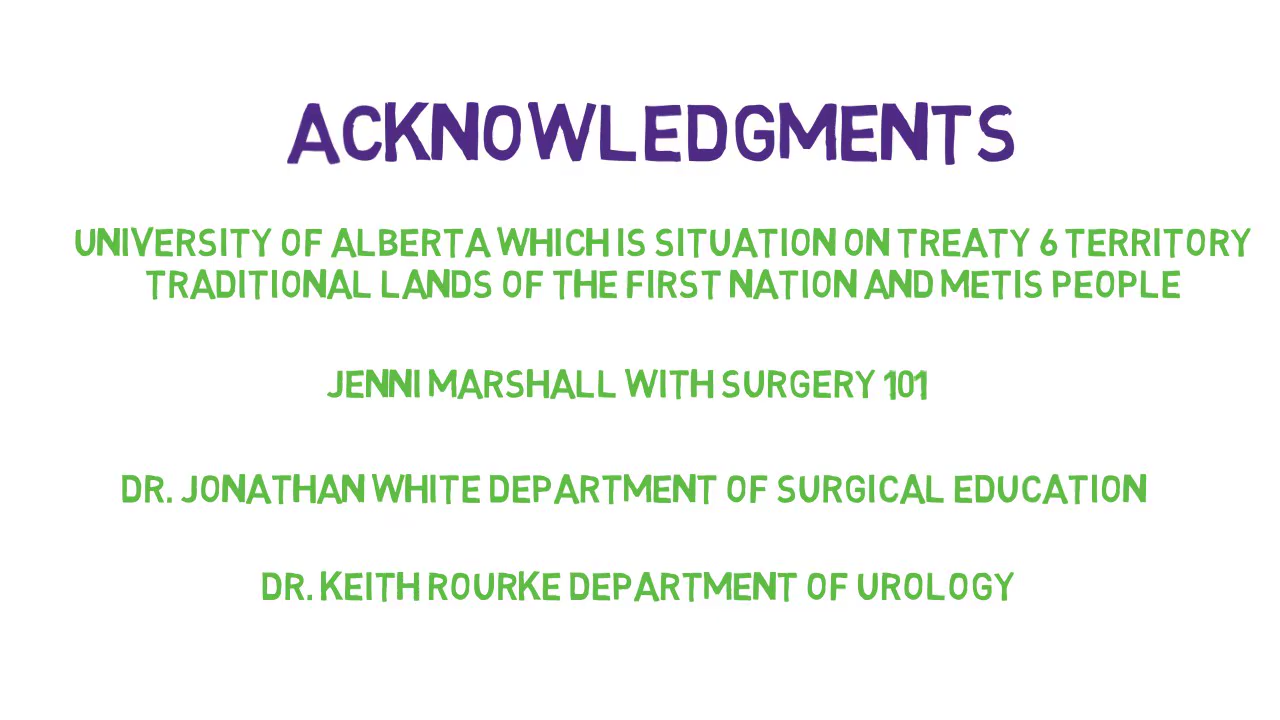 ACKNOWLEDGMENTS
UNIVERSITY OF ALBERTA WHICH IS SITUATION ON TREATY 6 TERRITORY
TRADITIONAL LANDS OF THE FIRST NATION AND METIS PEOPLE
JENNI MARSHALL WITH SURGERY 101
DR. JONATHAN WHITE DEPARTMENT OF SURGICAL EDUCATION
DR. KEITH ROURKE DEPARTMENT OF UROLOGY